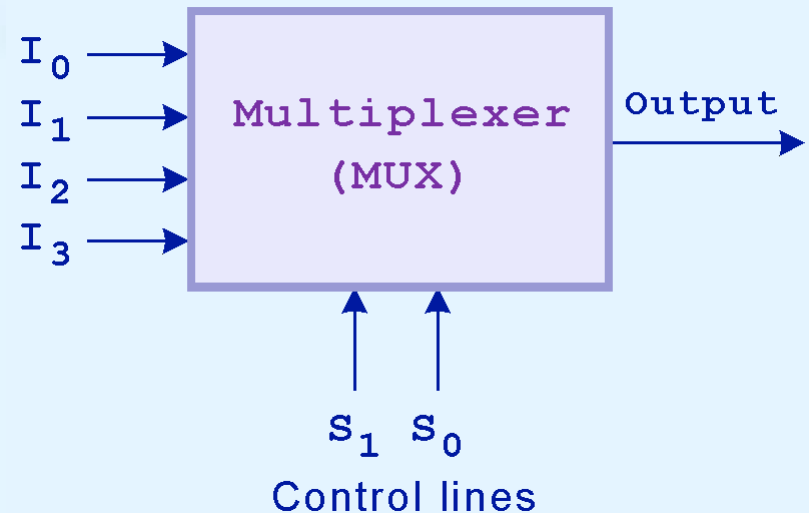 I0
I1
I2
I3
Multiplexer
(MUX)
Output
S1 S0
Control lines